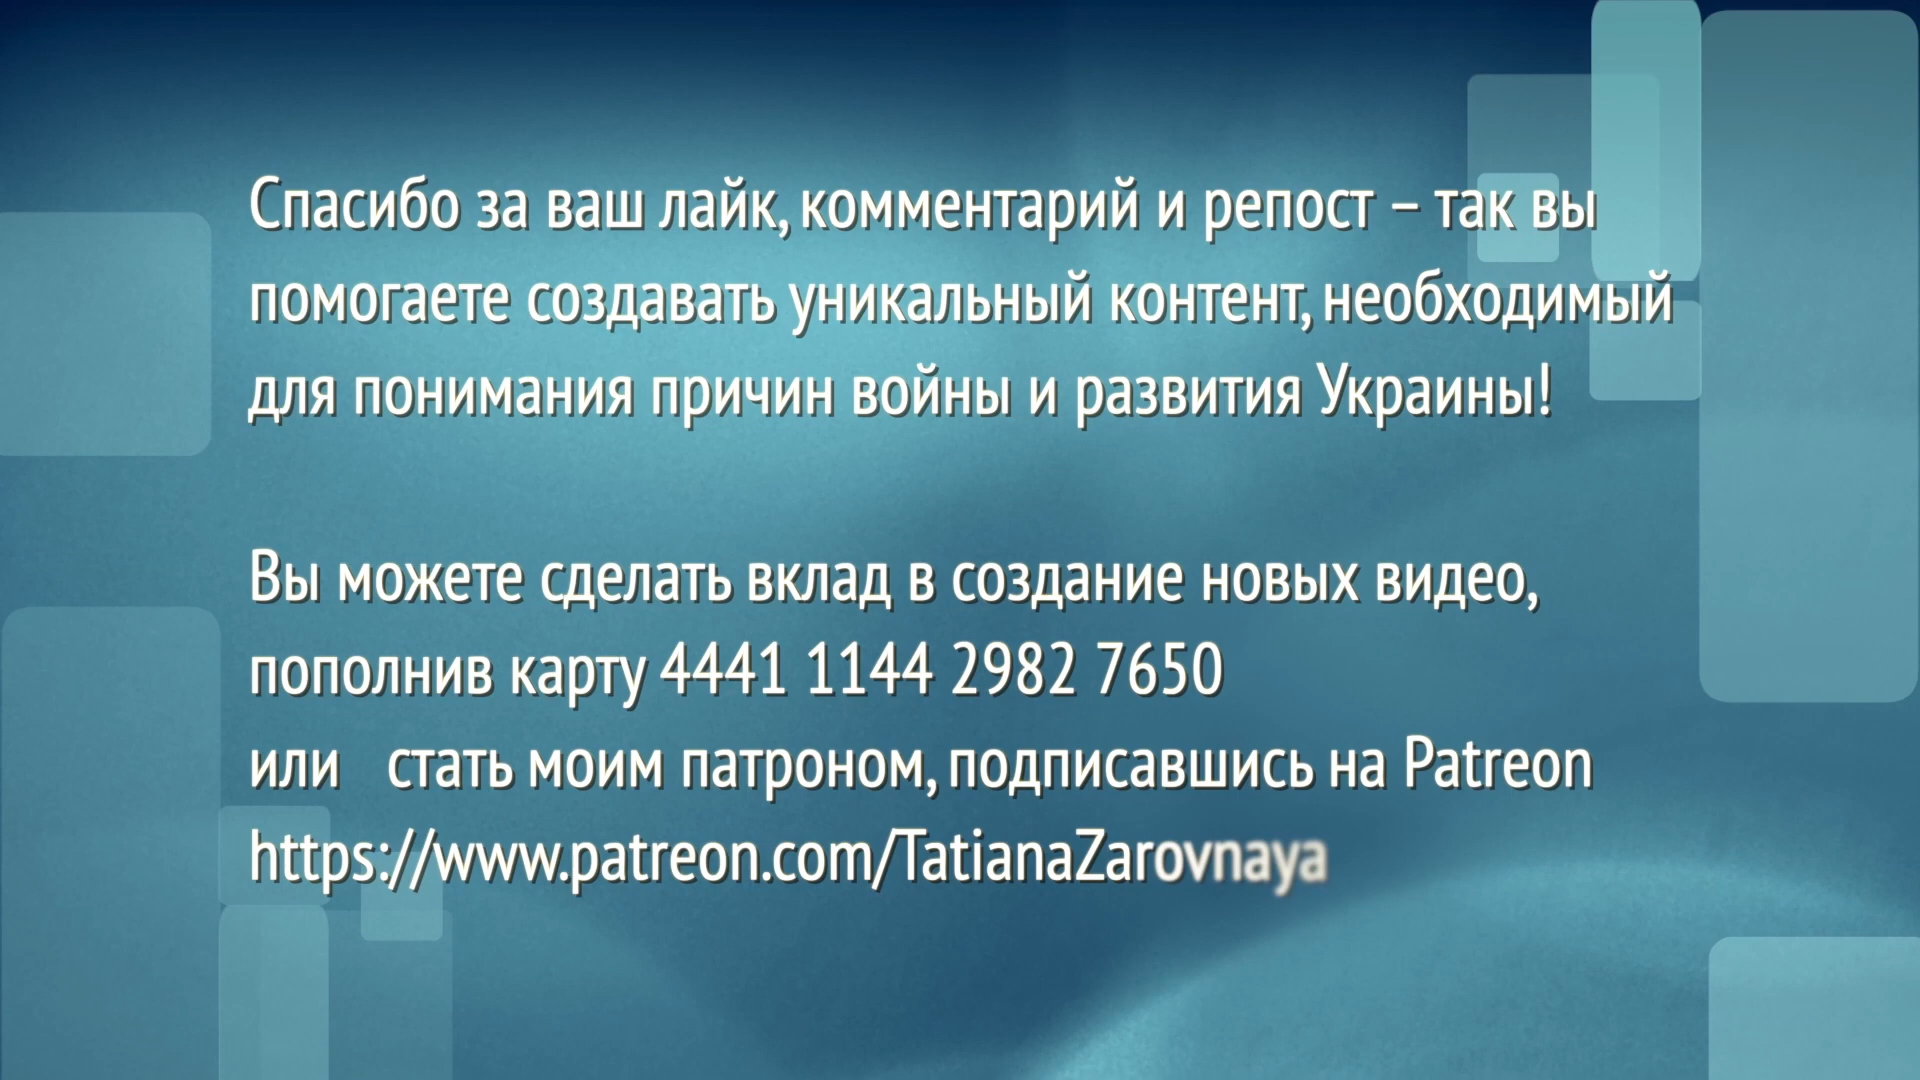 Спасибо за ваш лайк, комментарий и репост – так вы
помогаете создавать уникальный контент, необходимый
для понимания причин войны и развития Украины!
Вы можете сделать вклад в создание новых видео,
пополнив карту 4441 1144 2982 7650
или стать моим патроном, подписавшись на Patreon
https://www.patreon.com/TatianaZarovnaya